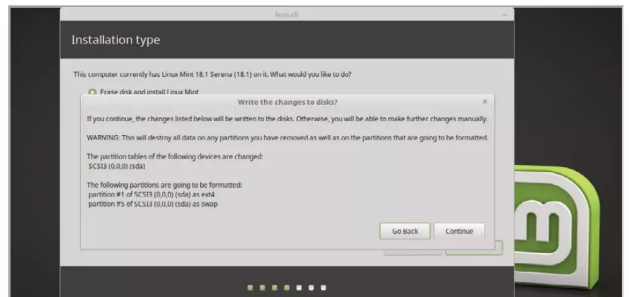 Install
Installation type
This computer currently has Linux Mint 18.1 Serena (18.1) on it. What would you like to do?
Erase disk and install Linux Mint
Write the changes to disks?
If you continue, the changes listed below will be written to the disks. Otherwise, you will be able to make further changes manually.
WARNING: This will destroy all data on any partitions you have removed as well as on the partitions that are going to be formatted.
The partition tables of the following devices are changed:
SCSI3 (0,0,0) (sda)
The following partitions are going to be formatted:
partition #1 of SCSI3 (0,0,0) (sda) as ext4
partition #5 of SCSI3 (0,0,0) (sda) as swap
Go Back Continue